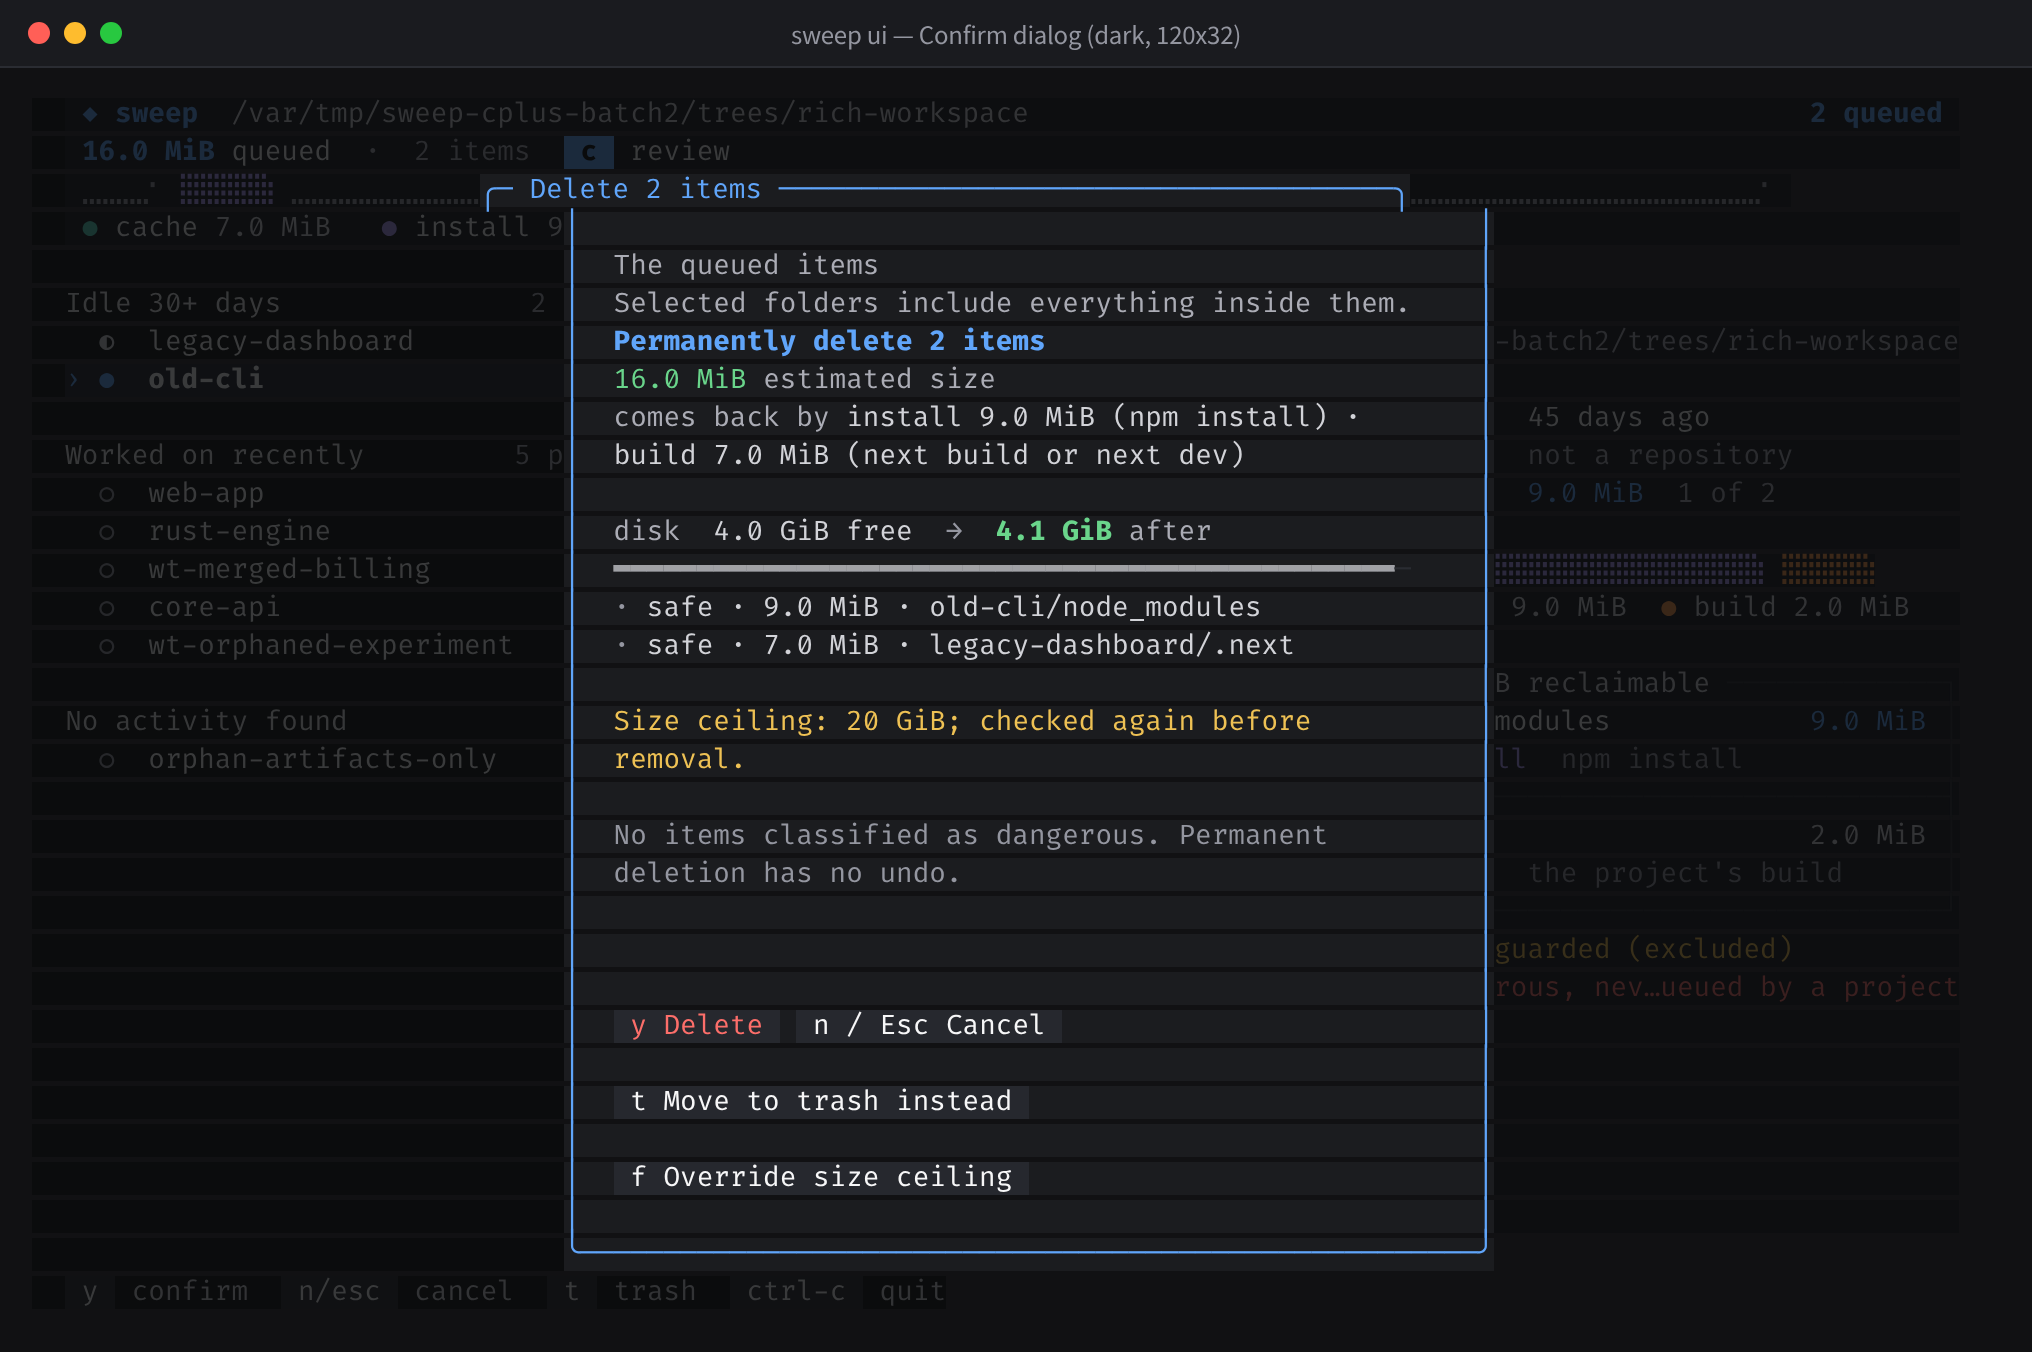 sweep ui — Confirm dialog (dark, 120x32)
◆ sweep /var/tmp/sweep-cplus-batch2/trees/rich-workspace 2 queued
16.0 MiB queued · 2 items c review
Delete 2 items
● cache 7.0 MiB ● install 9
The queued items
Idle 30+ days 2 Selected folders include everything inside them.
◐ legacy-dashboard Permanently delete 2 items -batch2/trees/rich-workspace
› ● old-cli 16.0 MiB estimated size
comes back by install 9.0 MiB (npm install) · 45 days ago
Worked on recently 5 p build 7.0 MiB (next build or next dev) not a repository
○ web-app 9.0 MiB 1 of 2
○ rust-engine disk 4.0 GiB free → 4.1 GiB after
○ wt-merged-billing
○ core-api · safe · 9.0 MiB · old-cli/node_modules 9.0 MiB ● build 2.0 MiB
○ wt-orphaned-experiment · safe · 7.0 MiB · legacy-dashboard/.next
B reclaimable
No activity found Size ceiling: 20 GiB; checked again before modules 9.0 MiB
○ orphan-artifacts-only removal. ll npm install
No items classified as dangerous. Permanent 2.0 MiB
deletion has no undo. the project's build
guarded (excluded)
rous, nev…ueued by a project
y Delete n / Esc Cancel
t Move to trash instead
f Override size ceiling
y confirm n/esc cancel t trash ctrl-c quit